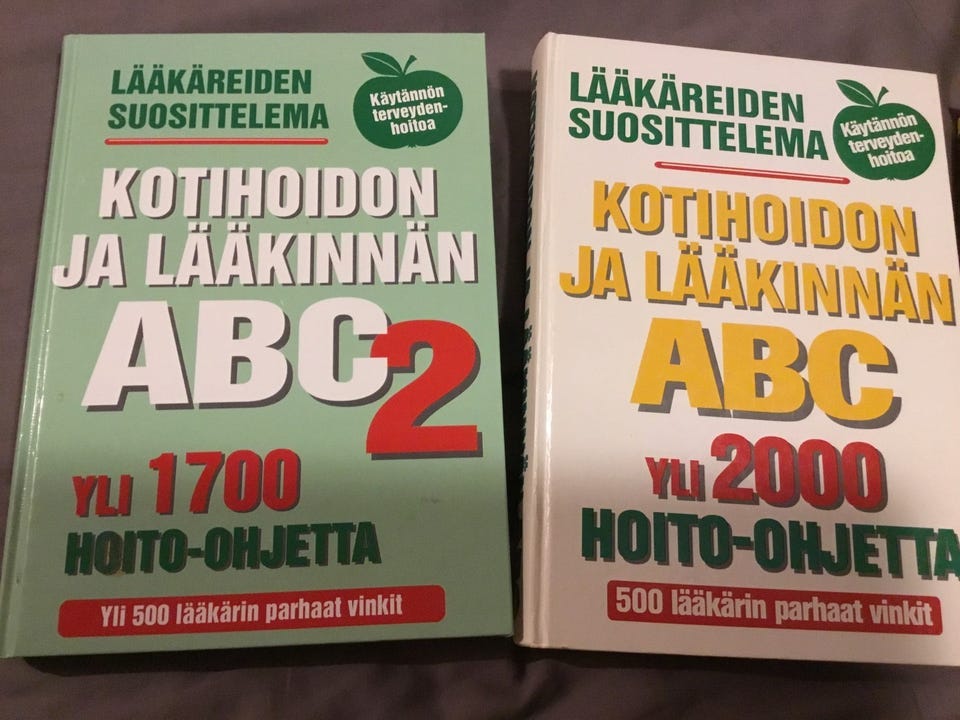 LÄÄKÄREIDEN
SUOSITTELEMA
Käytännön
terveyden-
hoitoa
KOTIHOIDON
JA LÄÄKINNÄN
ABC2
YLI 1700
HOITO-OHJETTA
Yli 500 lääkärin parhaat vinkit
LÄÄKÄREIDEN
SUOSITTELEMA
Käytännön
terveyden-
hoitoa
KOTIHOIDON
JA LÄÄKINNÄN
ABC
YLI 2000
HOITO-OHJETTA
500 lääkärin parhaat vinkit